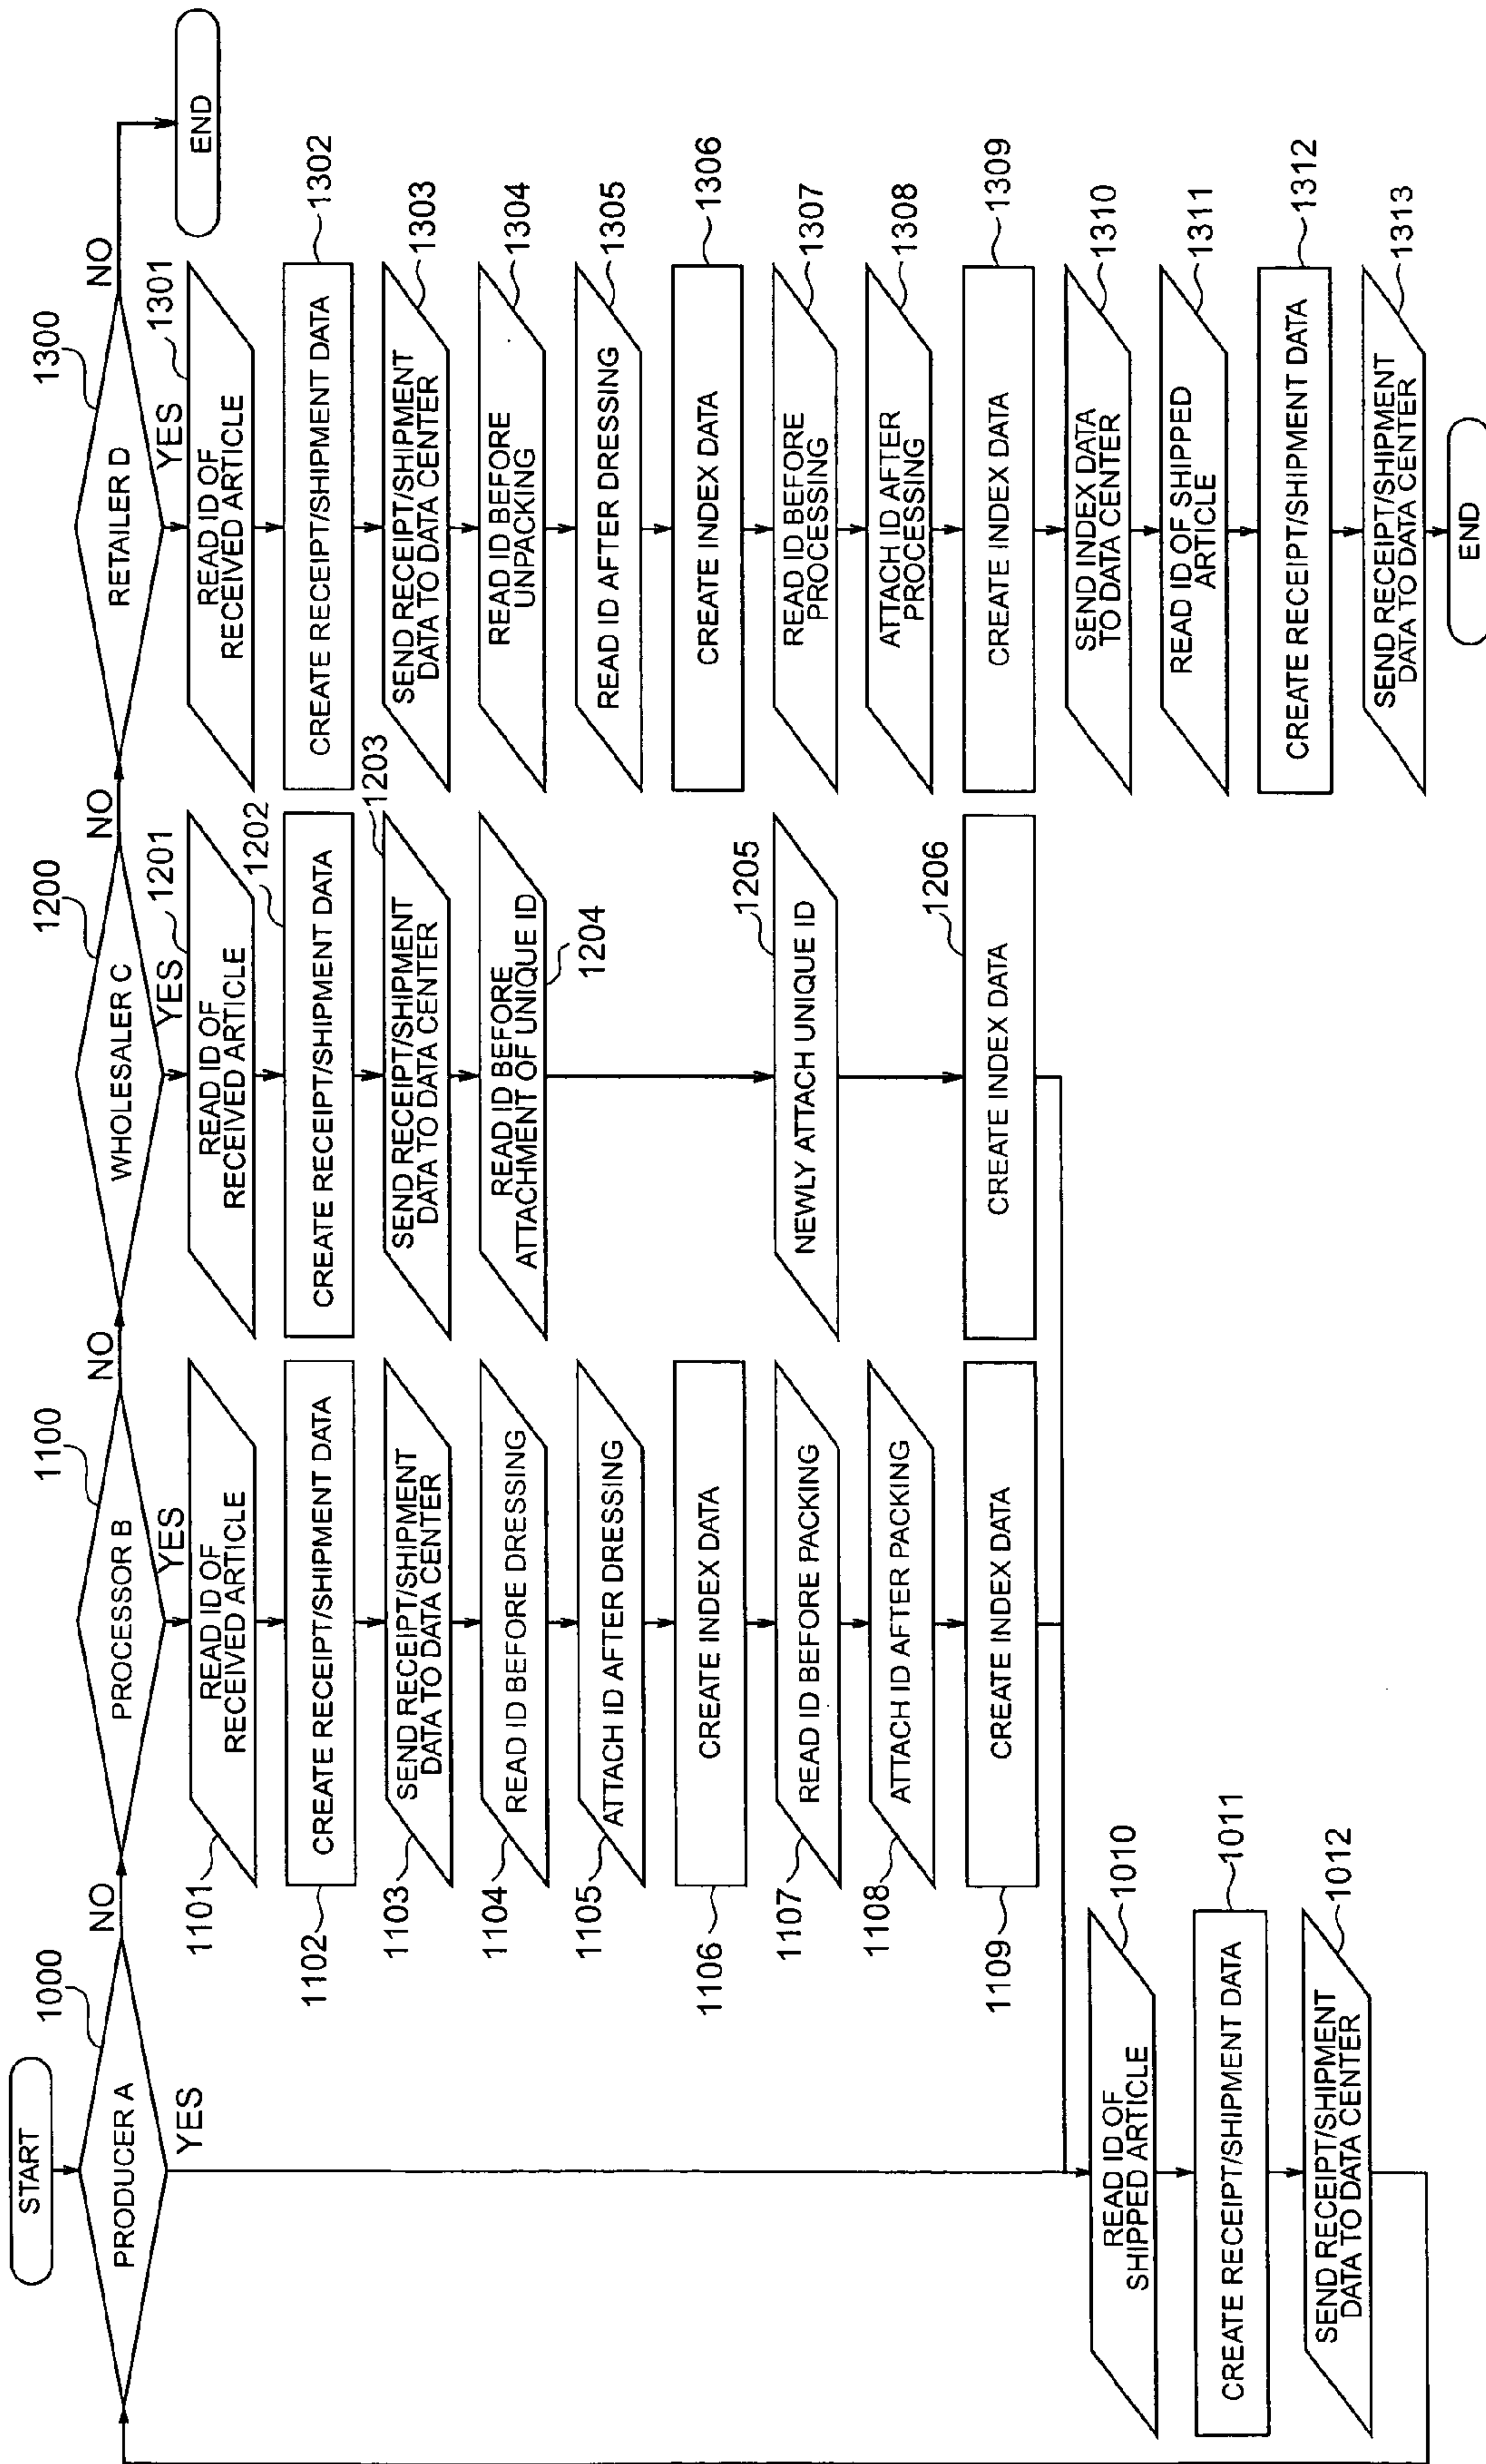 START
PRODUCER A
1000
NO
YES
PROCESSOR B
1100
NO
YES
READ ID OF
RECEIVED ARTICLE
1101
CREATE RECEIPT/SHIPMENT DATA
1102
SEND RECEIPT/SHIPMENT
DATA TO DATA CENTER
1103
READ ID BEFORE DRESSING
1104
ATTACH ID AFTER DRESSING
1105
CREATE INDEX DATA
1106
READ ID BEFORE PACKING
1107
ATTACH ID AFTER PACKING
1108
CREATE INDEX DATA
1109
READ ID OF
SHIPPED ARTICLE
1010
CREATE RECEIPT/SHIPMENT DATA
1011
SEND RECEIPT/SHIPMENT
DATA TO DATA CENTER
1012
WHOLESALER C
1200
NO
YES
READ ID OF
RECEIVED ARTICLE
1201
CREATE RECEIPT/SHIPMENT DATA
1202
SEND RECEIPT/SHIPMENT
DATA TO DATA CENTER
1203
READ ID BEFORE
ATTACHMENT OF UNIQUE ID
1204
NEWLY ATTACH UNIQUE ID
1205
CREATE INDEX DATA
1206
RETAILER D
1300
NO
END
YES
READ ID OF
RECEIVED ARTICLE
1301
CREATE RECEIPT/SHIPMENT DATA
1302
SEND RECEIPT/SHIPMENT
DATA TO DATA CENTER
1303
READ ID BEFORE
UNPACKING
1304
READ ID AFTER DRESSING
1305
CREATE INDEX DATA
1306
READ ID BEFORE
PROCESSING
1307
ATTACH ID AFTER
PROCESSING
1308
CREATE INDEX DATA
1309
SEND INDEX DATA
TO DATA CENTER
1310
READ ID OF SHIPPED
ARTICLE
1311
CREATE RECEIPT/SHIPMENT DATA
1312
SEND RECEIPT/SHIPMENT
DATA TO DATA CENTER
1313
END